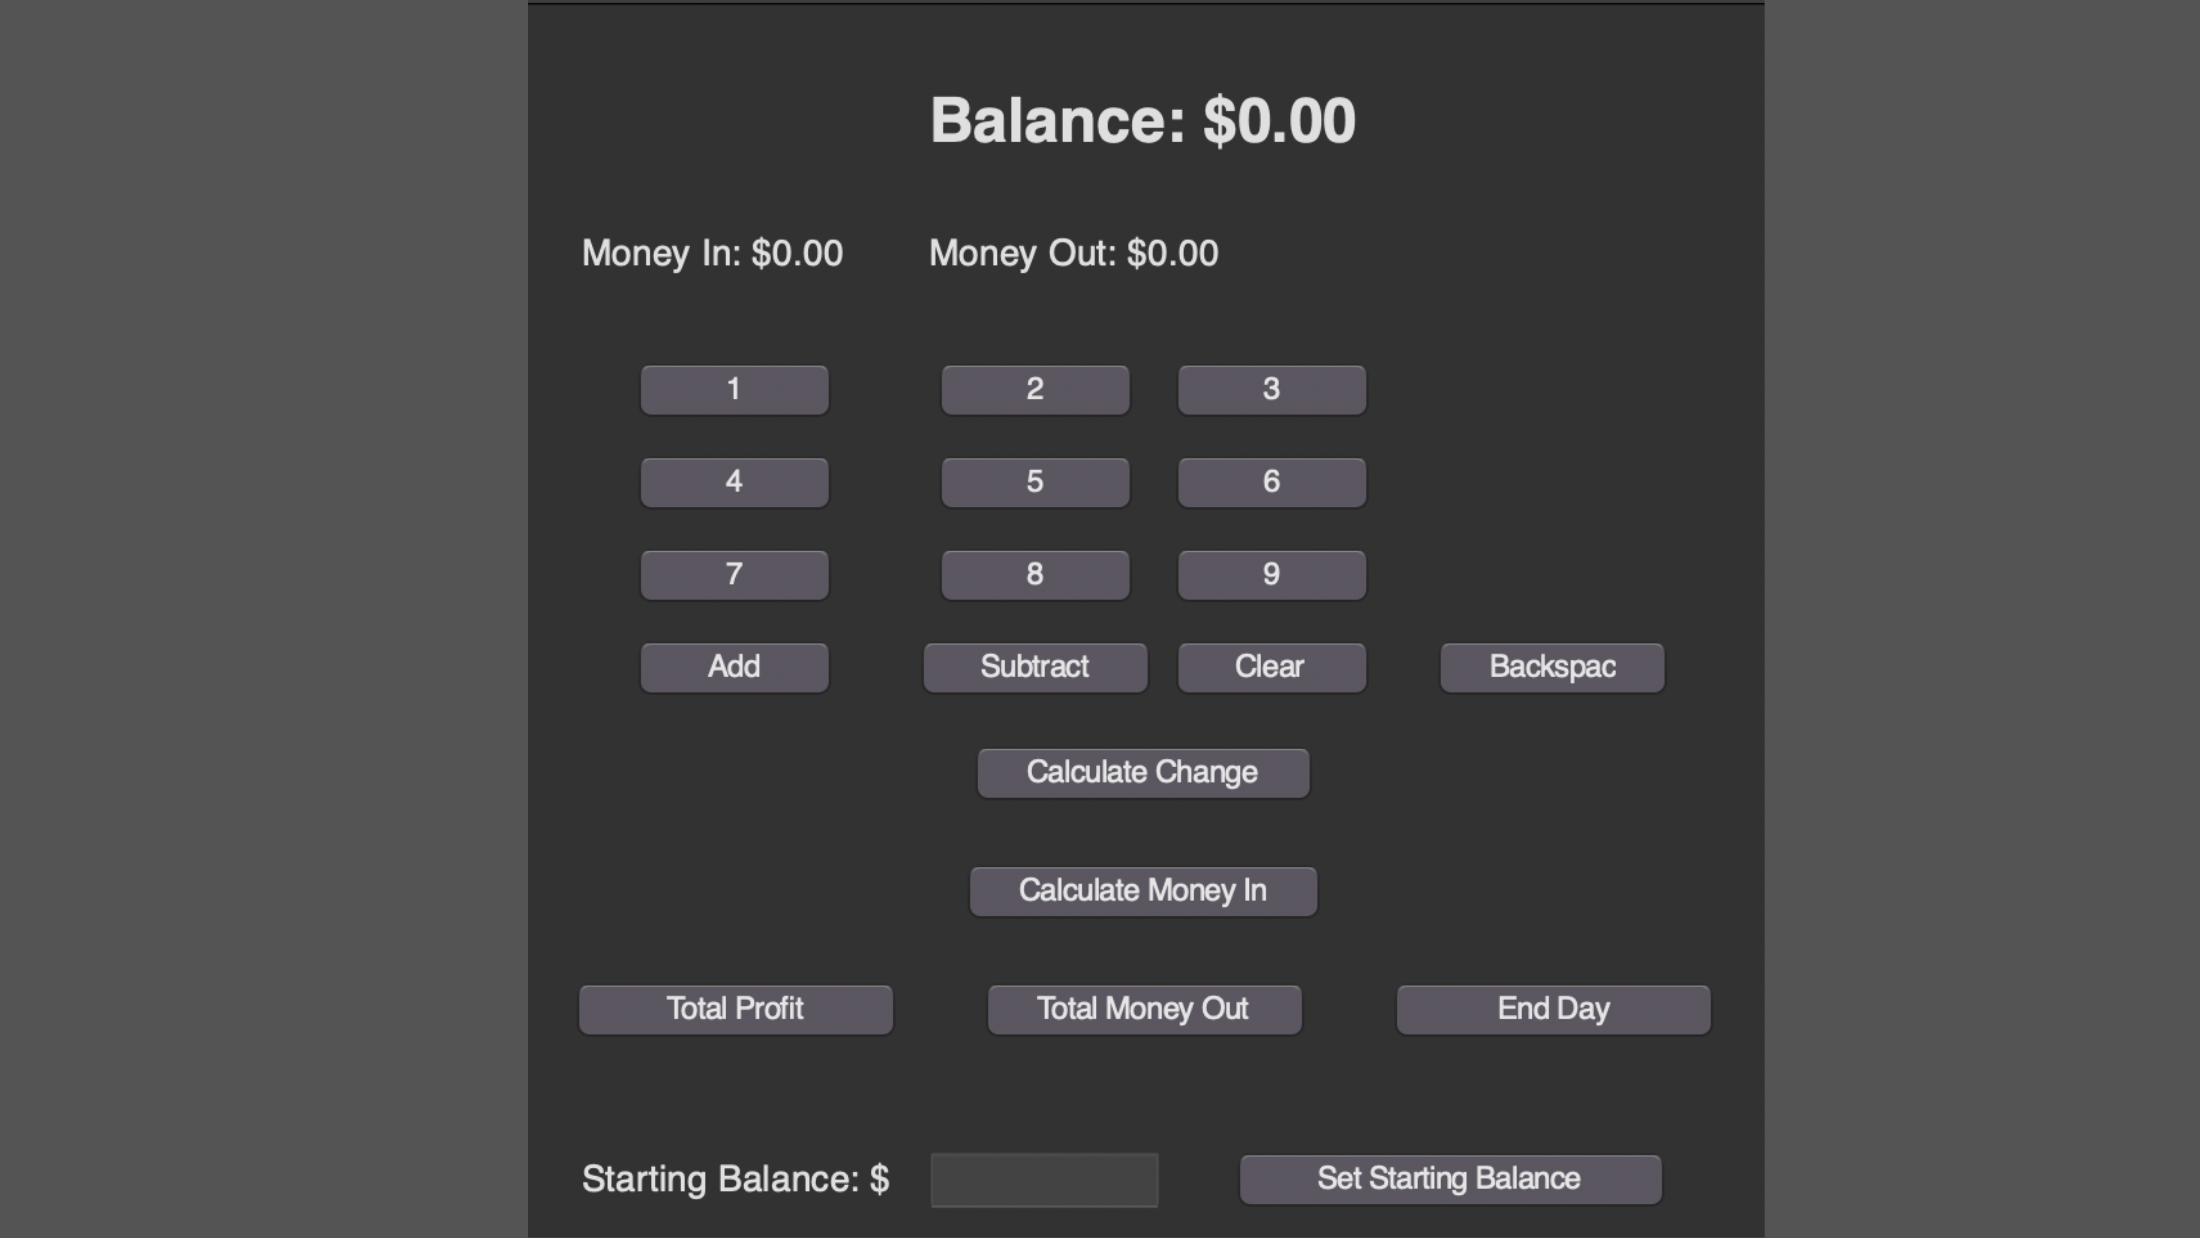 Balance: $0.00
Money In: $0.00 Money Out: $0.00
1 2 3
4 5 6
7 8 9
Add Subtract Clear Backspac
Calculate Change
Calculate Money In
Total Profit Total Money Out End Day
Starting Balance: $ Set Starting Balance